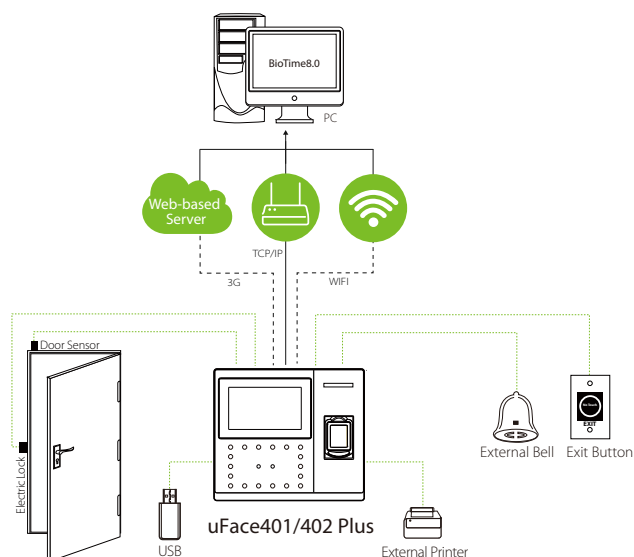 BioTime8.0
PC
Web-based
Server
TCP/IP
3G
WIFI
Door Sensor
Electric Lock
External Bell
Exit Button
EXIT
uFace401/402 Plus
USB
External Printer